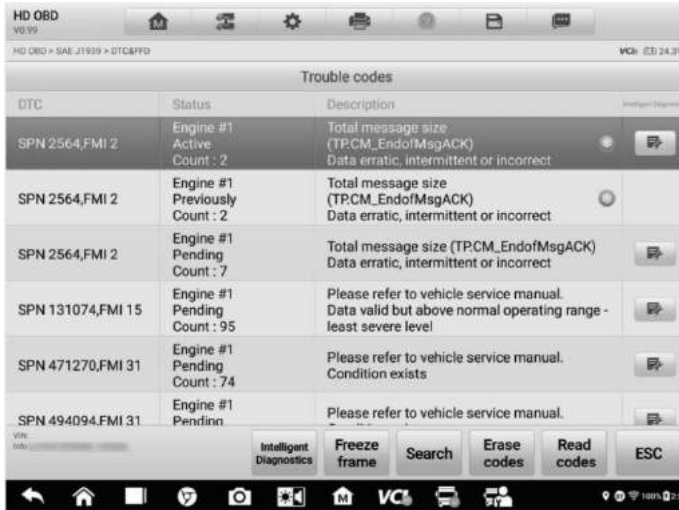 HD OBD
V0.99
HD OBD > SAE J1939 > DTC&FFD
VCI:
Trouble codes
DTC Status Description Intelligent Diagnostics
SPN 2564,FMI 2
Engine #1
Active
Count : 2
Total message size
(TP.CM_EndofMsgACK)
Data erratic, intermittent or incorrect
SPN 2564,FMI 2
Engine #1
Previously
Count : 2
Total message size
(TP.CM_EndofMsgACK)
Data erratic, intermittent or incorrect
SPN 2564,FMI 2
Engine #1
Pending
Count : 7
Total message size (TP.CM_EndofMsgACK)
Data erratic, intermittent or incorrect
SPN 131074,FMI 15
Engine #1
Pending
Count : 95
Please refer to vehicle service manual.
Data valid but above normal operating range -
least severe level
SPN 471270,FMI 31
Engine #1
Pending
Count : 74
Please refer to vehicle service manual.
Condition exists
SPN 494094,FMI 31
Engine #1
Pending
Please refer to vehicle service manual.
VIN:
Info:
Intelligent
Diagnostics
Freeze
frame
Search
Erase
codes
Read
codes
ESC
M VCI
100%